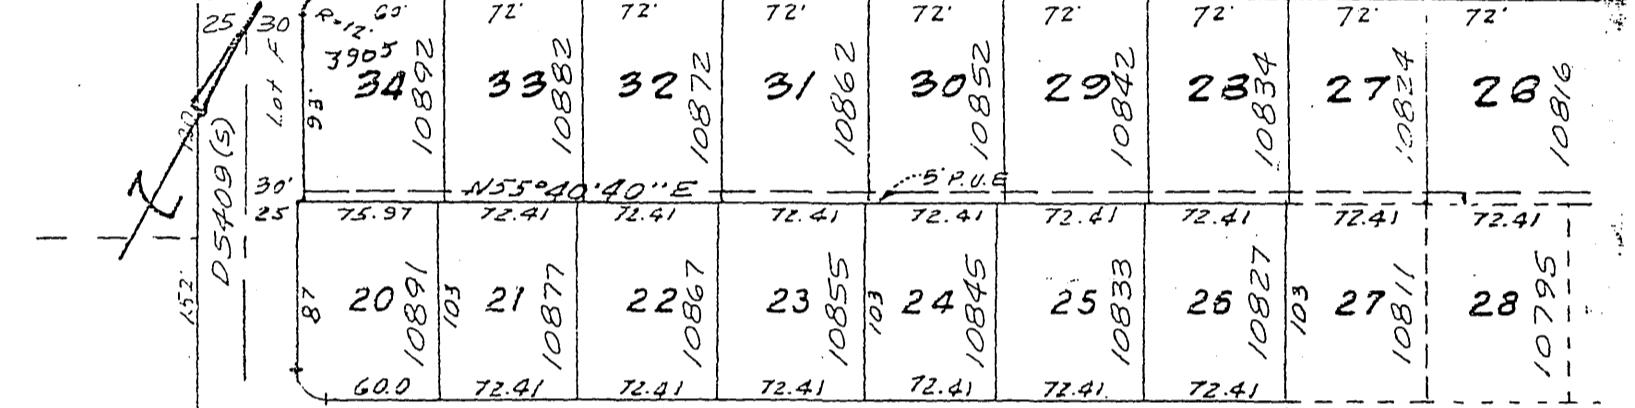 25 30 R=12' 60' 72' 72' 72' 72' 72' 72' 72' 72'
Lot F
3905
93'
34 33 32 31 30 29 28 27 26
10892 10882 10872 10862 10852 10842 10834 10824 10816
D5409(S)
30'
N55°40'40"E
5' P.U.E
25
75.97 72.41 72.41 72.41 72.41 72.41 72.41 72.41 72.41
152'
87 20 10891 103 21 10877 22 10867 23 10855 103 24 10845 25 10833 26 10827 103 27 10811 28 10795
60.0 72.41 72.41 72.41 72.41 72.41 72.41